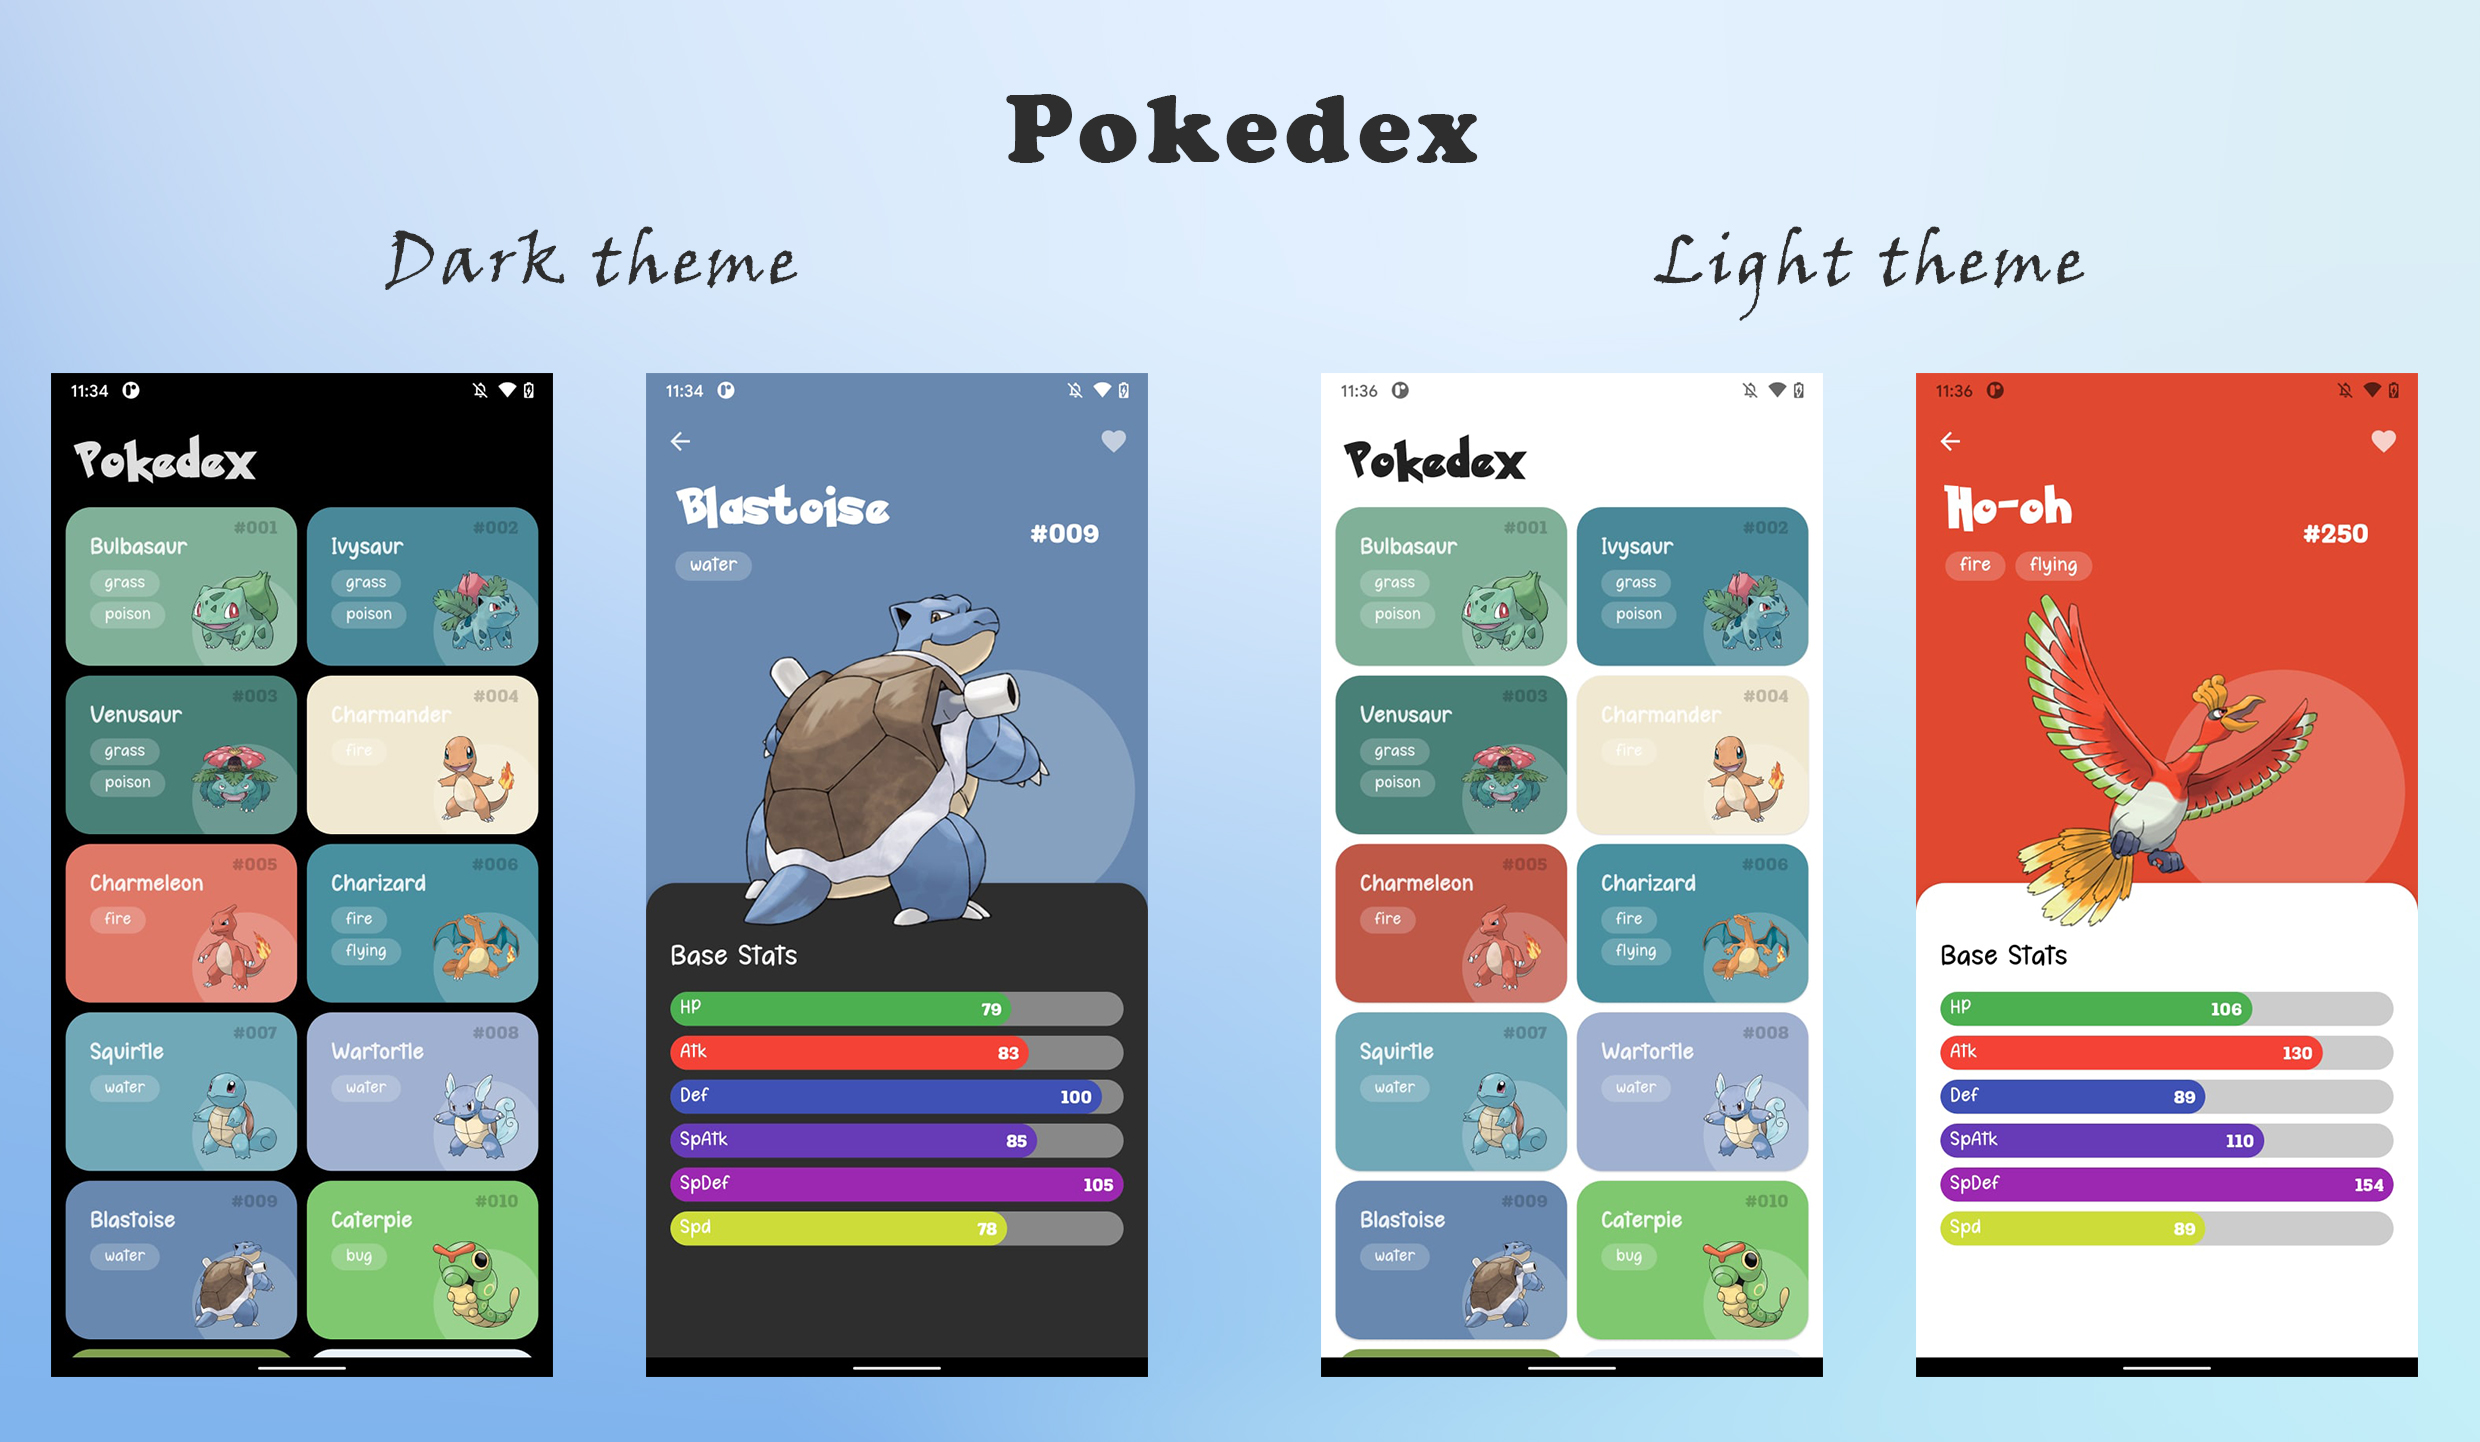 Pokedex
Dark theme
Light theme
11:34
Pokedex
#001
Bulbasaur
grass
poison
#002
Ivysaur
grass
poison
#003
Venusaur
grass
poison
#004
Charmander
fire
#005
Charmeleon
fire
#006
Charizard
fire
flying
#007
Squirtle
water
#008
Wartortle
water
#009
Blastoise
water
#010
Caterpie
bug
11:34
Blastoise
#009
water
Base Stats
HP 79
Atk 83
Def 100
SpAtk 85
SpDef 105
Spd 78
11:36
Pokedex
#001
Bulbasaur
grass
poison
#002
Ivysaur
grass
poison
#003
Venusaur
grass
poison
#004
Charmander
fire
#005
Charmeleon
fire
#006
Charizard
fire
flying
#007
Squirtle
water
#008
Wartortle
water
#009
Blastoise
water
#010
Caterpie
bug
11:36
Ho-oh
#250
fire flying
Base Stats
HP 106
Atk 130
Def 89
SpAtk 110
SpDef 154
Spd 89